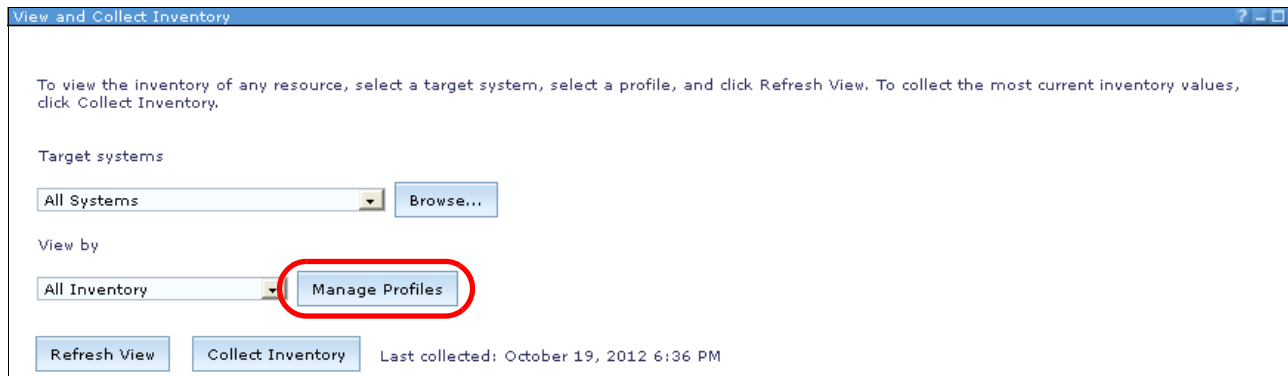 View and Collect Inventory ?
To view the inventory of any resource, select a target system, select a profile, and click Refresh View. To collect the most current inventory values,
click Collect Inventory.
Target systems
All Systems Browse...
View by
All Inventory Manage Profiles
Refresh View Collect Inventory Last collected: October 19, 2012 6:36 PM